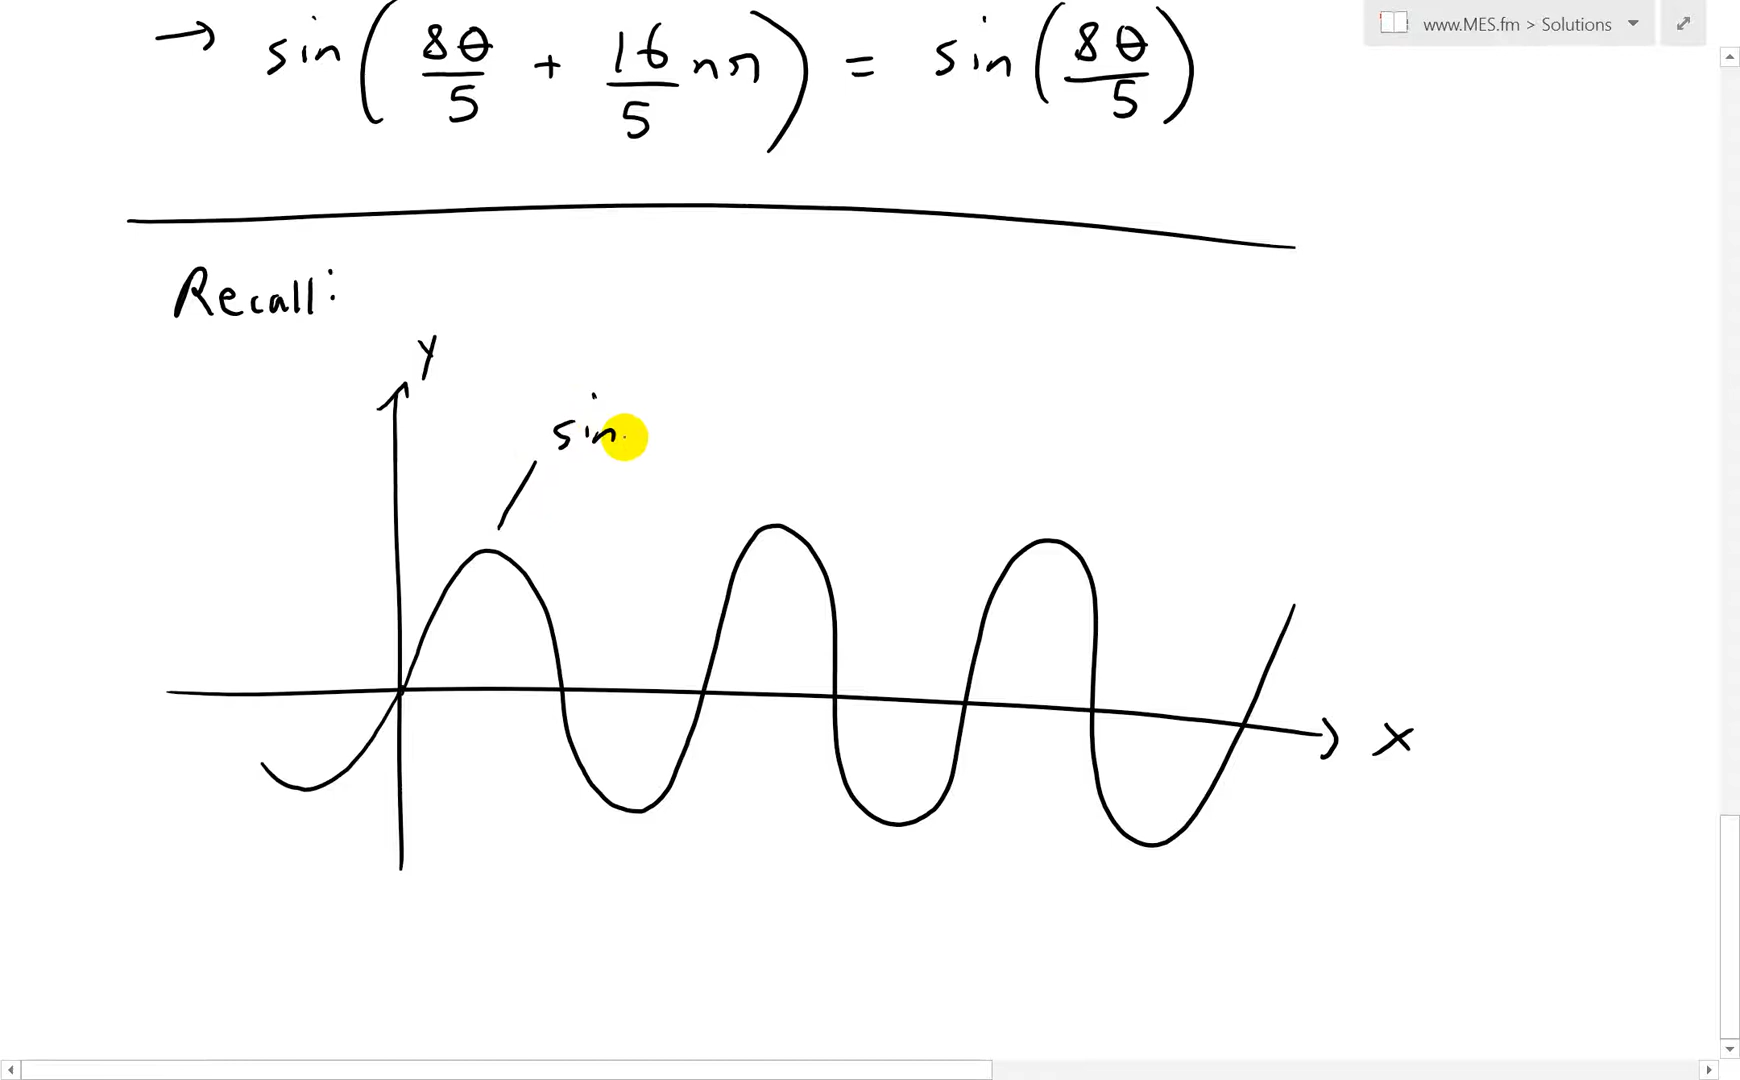 www.MES.fm > Solutions
→ sin(8θ/5 + 16/5 nπ) = sin(8θ/5)
Recall:
y
sin
x